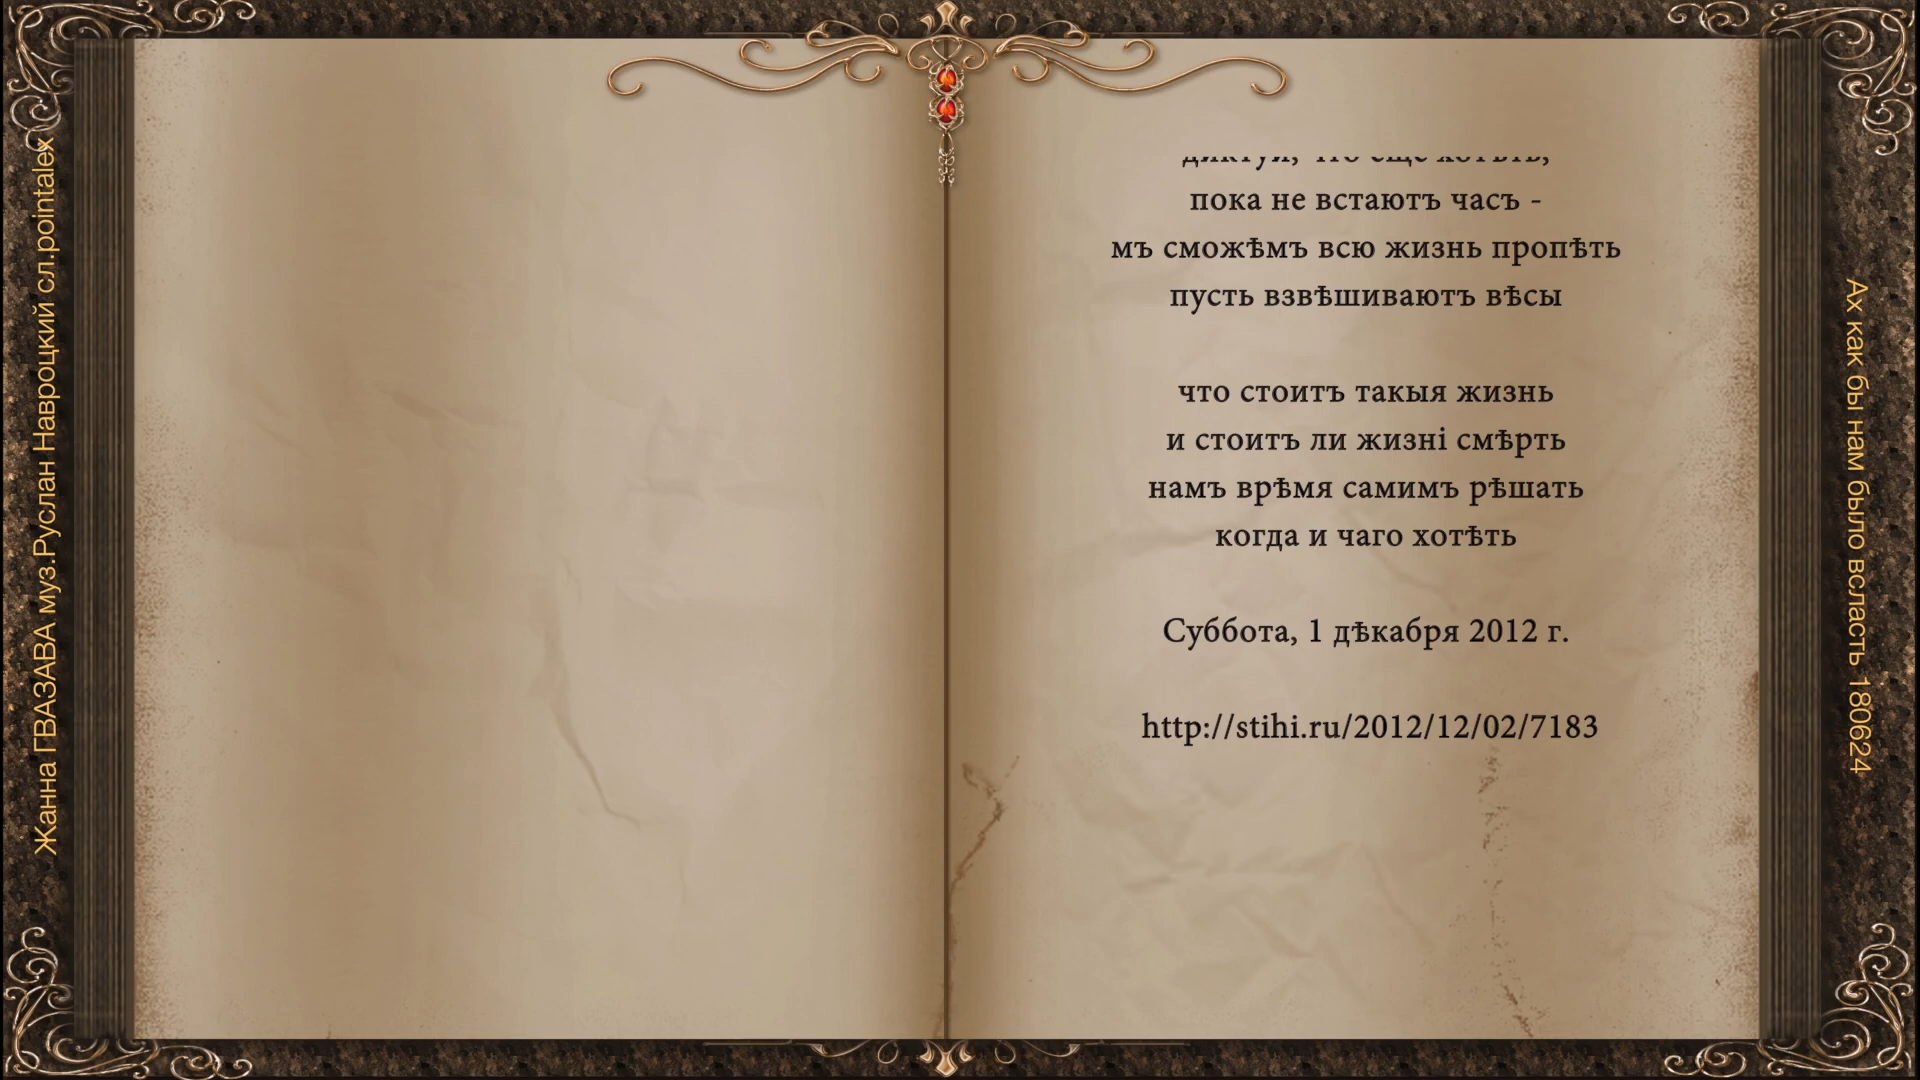 Жанна ГВАЗАВА муз.Руслан Навроцкий сл.pointalex
пока не встаютъ часъ -
мъ сможѣмъ всю жизнь пропѣть
пусть взвѣшиваютъ вѣсы
что стоитъ такыя жизнь
и стоитъ ли жизні смѣрть
намъ врѣмя самимъ рѣшать
когда и чаго хотѣть
Суббота, 1 дѣкабря 2012 г.
http://stihi.ru/2012/12/02/7183
Ах как бы нам было всласть 180624